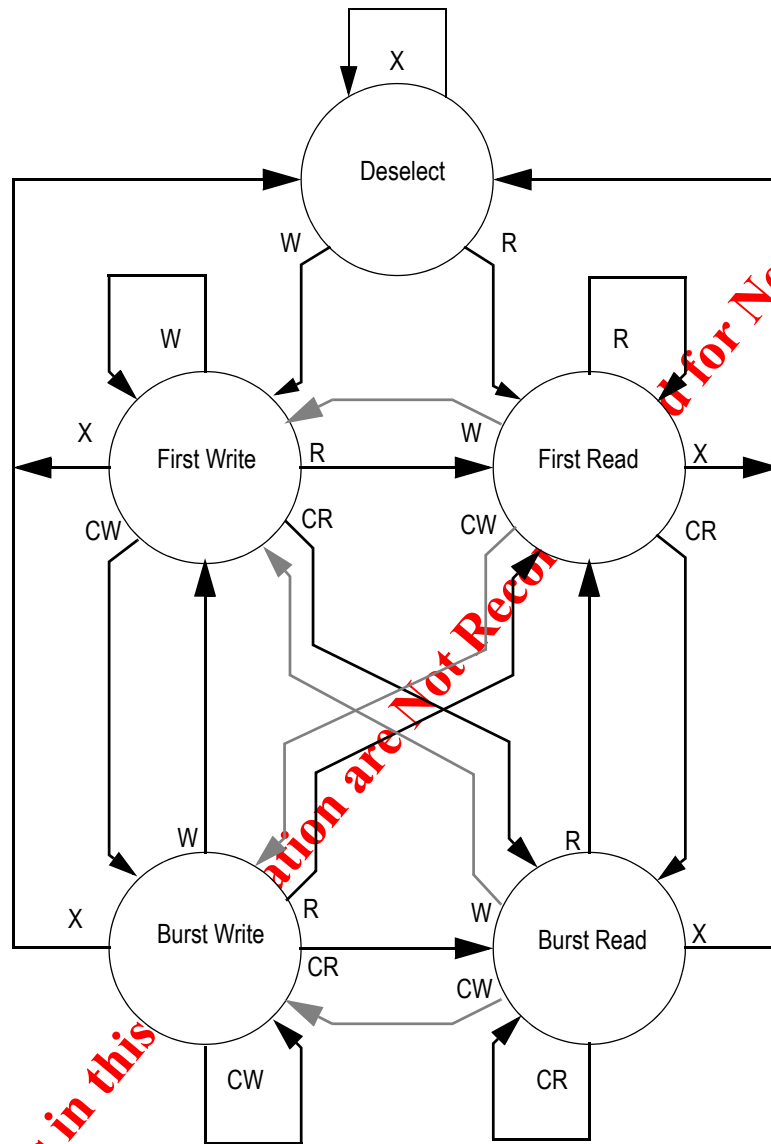 X
Deselect
W
R
W
R
X
First Write
R
W
First Read
X
CW
CR
CW
CR
W
R
X
Burst Write
R
CR
W
CW
Burst Read
X
CW
CR
in this
ation are Not Recor
d for